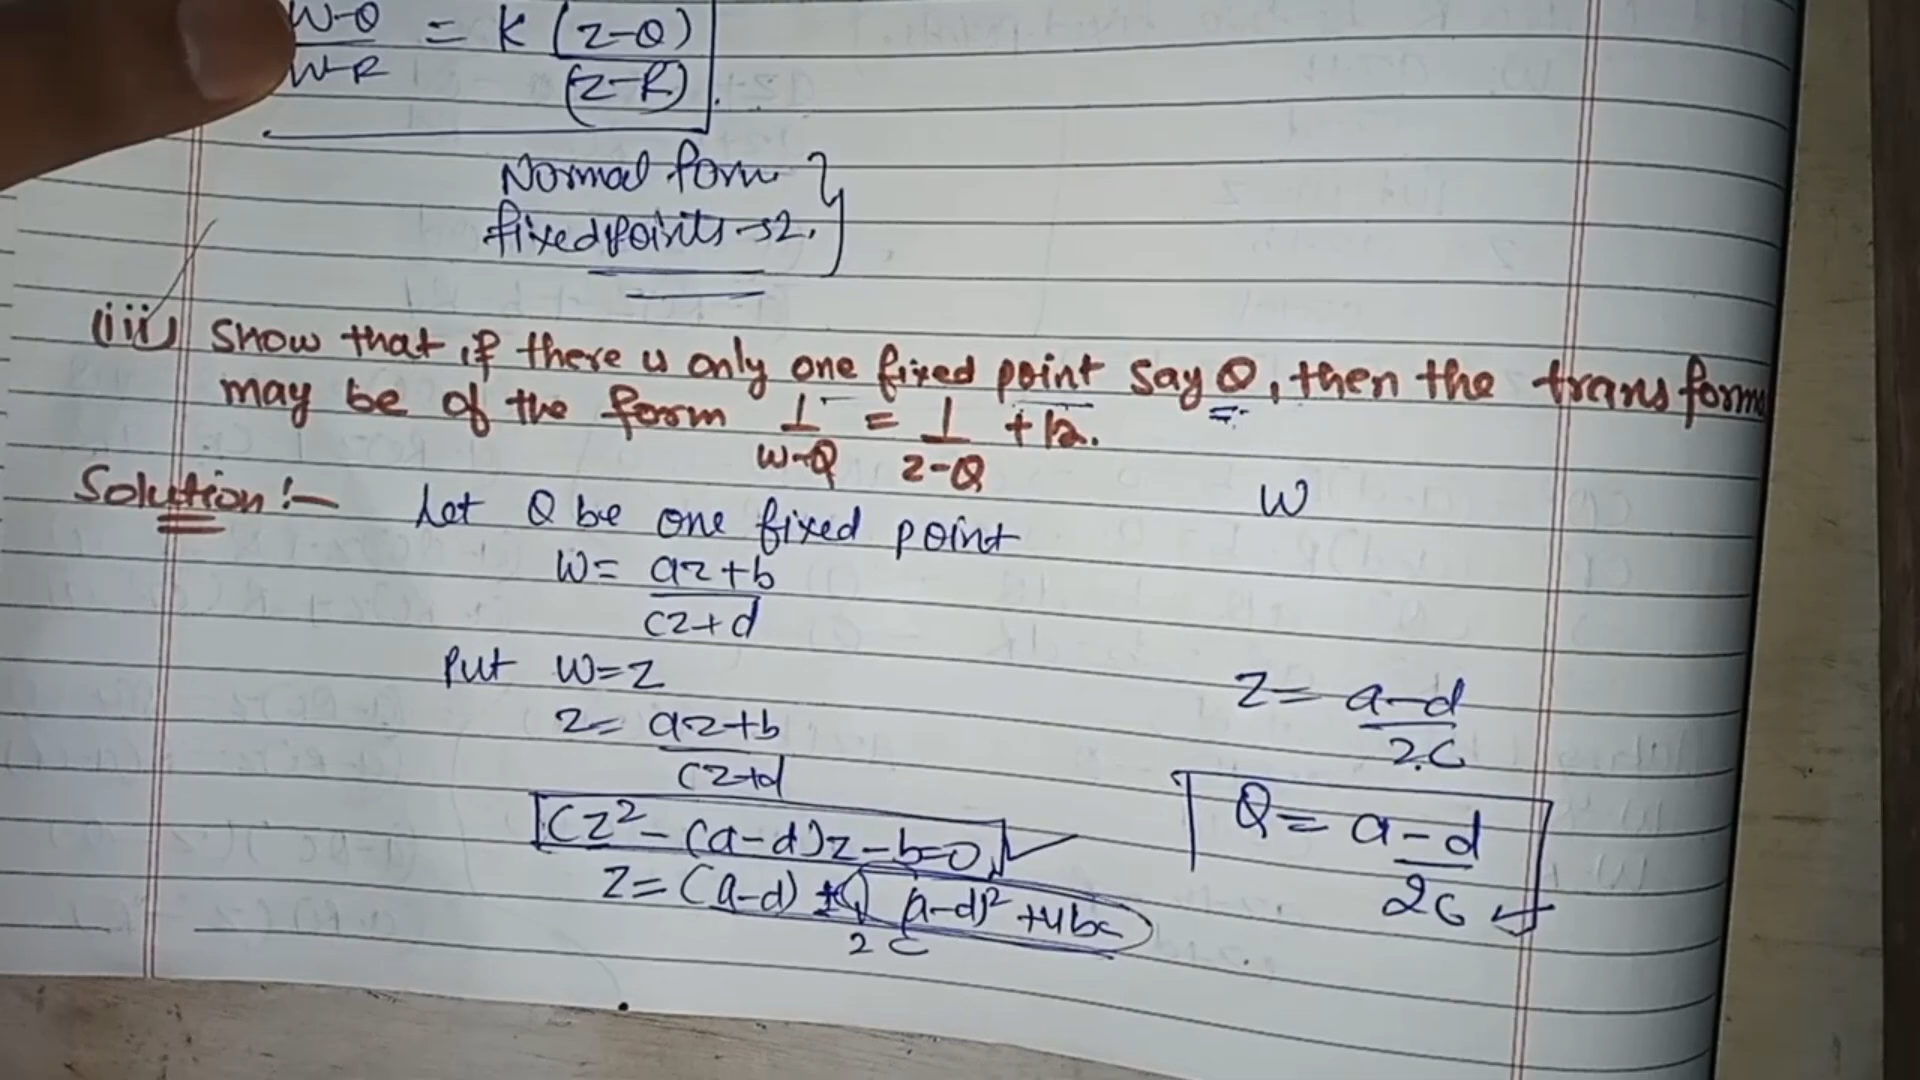 W-Q = K (z-Q)
W-R (z-R).
Normal form
fixed points → 2.
(iii) Show that if there is only one fixed point say Q, then the transform
may be of the form 1/w-Q = 1/z-Q + k.
Solution:- Let Q be one fixed point
W
W = az+b
cz+d
Put W=Z
Z = az+b
cz+d
cz²-(a-d)z-b=0
Z = (a-d) ± √(a-d)²+4bc
2c
Z = a-d
2c
Q = a-d
2c